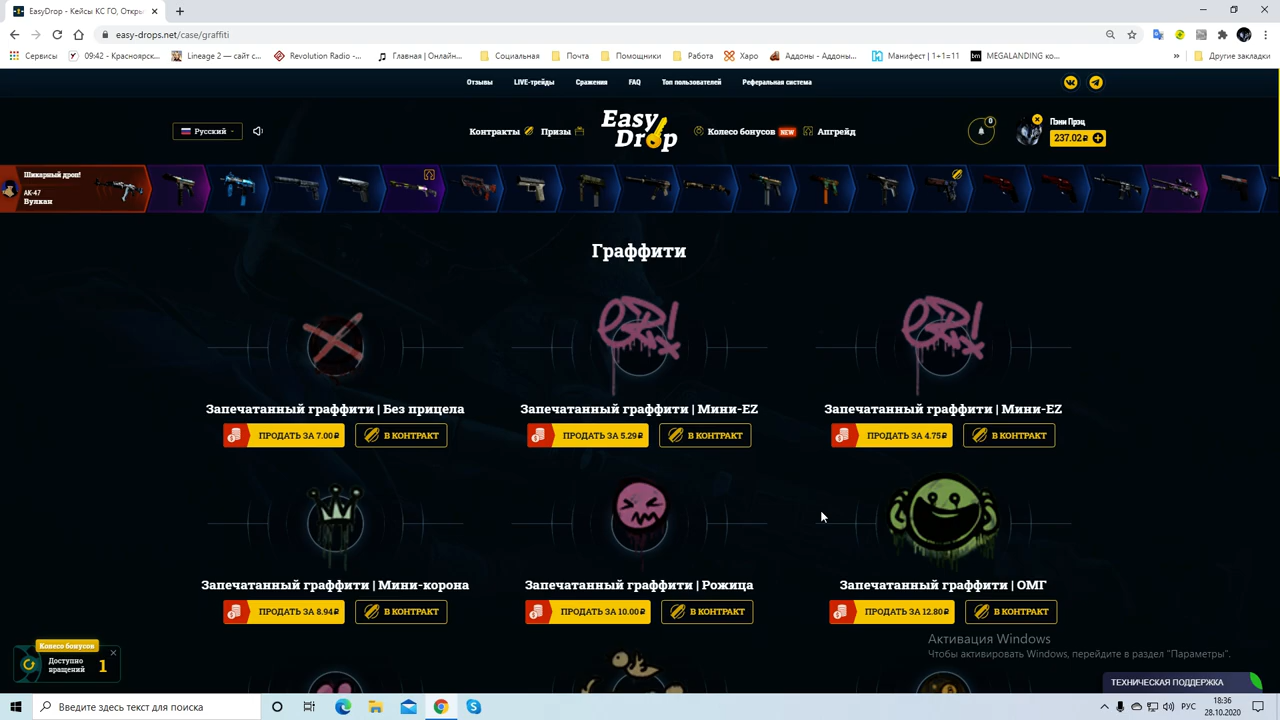 EasyDrop - Кейсы КС ГО, Откры
easy-drops.net/case/graffiti
Сервисы 09:42 - Красноярск... Lineage 2 — сайт с... Revolution Radio -... Главная | Онлайн... Социальная Почта Помощники Работа Харо Аддоны - Аддоны... Манифест | 1+1=11 MEGALANDING ко... » Другие закладки
Отзывы LIVE-трейды Сражения FAQ Топ пользователей Реферальная система
Русский Контракты Призы Easy Drop Колесо бонусов NEW Апгрейд 0 Пэни Прэц
237.02 ₽
Шикарный дроп!
АК-47
Вулкан
Граффити
Запечатанный граффити | Без прицела Запечатанный граффити | Мини-EZ Запечатанный граффити | Мини-EZ
ПРОДАТЬ ЗА 7.00₽ В КОНТРАКТ ПРОДАТЬ ЗА 5.29₽ В КОНТРАКТ ПРОДАТЬ ЗА 4.75₽ В КОНТРАКТ
Запечатанный граффити | Мини-корона Запечатанный граффити | Рожица Запечатанный граффити | ОМГ
ПРОДАТЬ ЗА 8.94₽ В КОНТРАКТ ПРОДАТЬ ЗА 10.00₽ В КОНТРАКТ ПРОДАТЬ ЗА 12.80₽ В КОНТРАКТ
Колесо бонусов
Доступно вращений 1
Активация Windows
Чтобы активировать Windows, перейдите в раздел "Параметры".
ТЕХНИЧЕСКАЯ ПОДДЕРЖКА
Введите здесь текст для поиска
РУС
18:36
28.10.2020